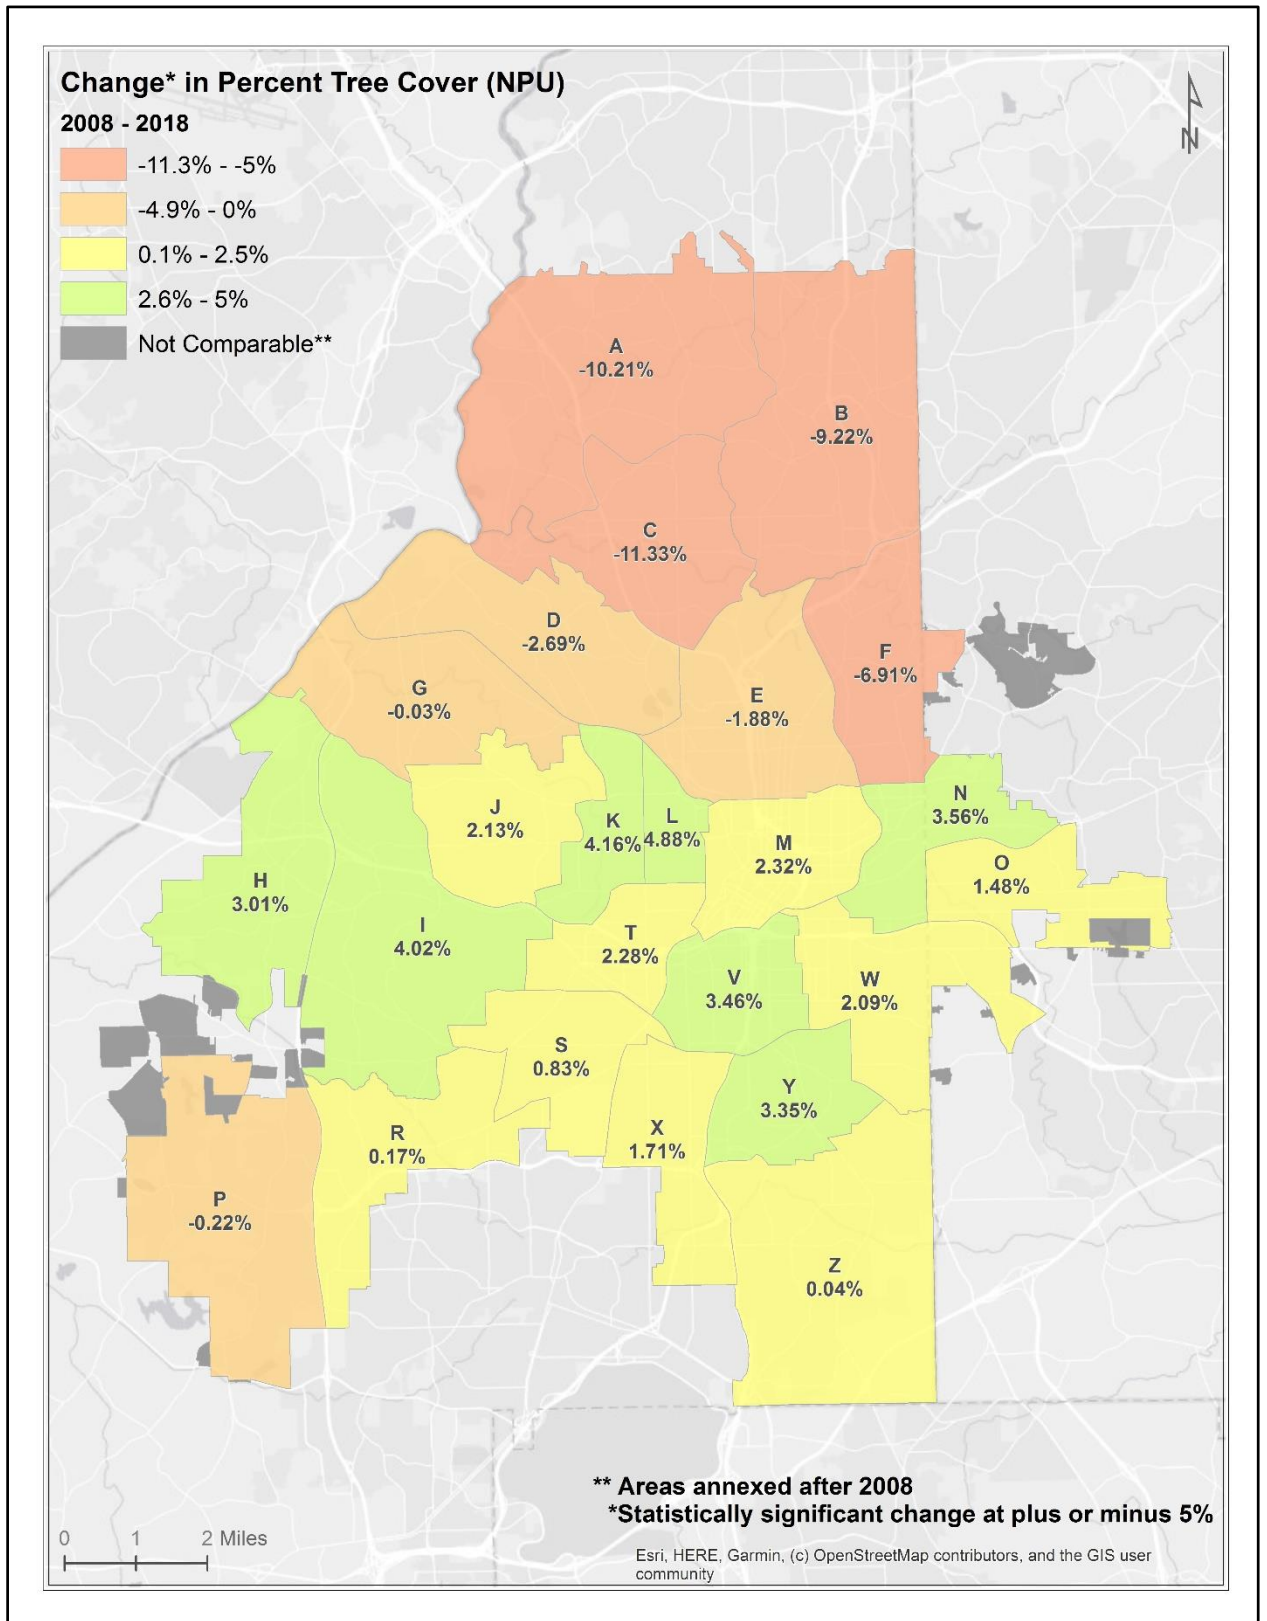 Change* in Percent Tree Cover (NPU)
2008 - 2018
-11.3% - -5%
-4.9% - 0%
0.1% - 2.5%
2.6% - 5%
Not Comparable**
N
A
-10.21%
B
-9.22%
C
-11.33%
D
-2.69%
F
-6.91%
G
-0.03%
E
-1.88%
J
2.13%
K
4.16%
L
4.88%
N
3.56%
M
2.32%
O
1.48%
H
3.01%
I
4.02%
T
2.28%
V
3.46%
W
2.09%
S
0.83%
Y
3.35%
R
0.17%
X
1.71%
P
-0.22%
Z
0.04%
** Areas annexed after 2008
*Statistically significant change at plus or minus 5%
0 1 2 Miles
Esri, HERE, Garmin, (c) OpenStreetMap contributors, and the GIS user
community